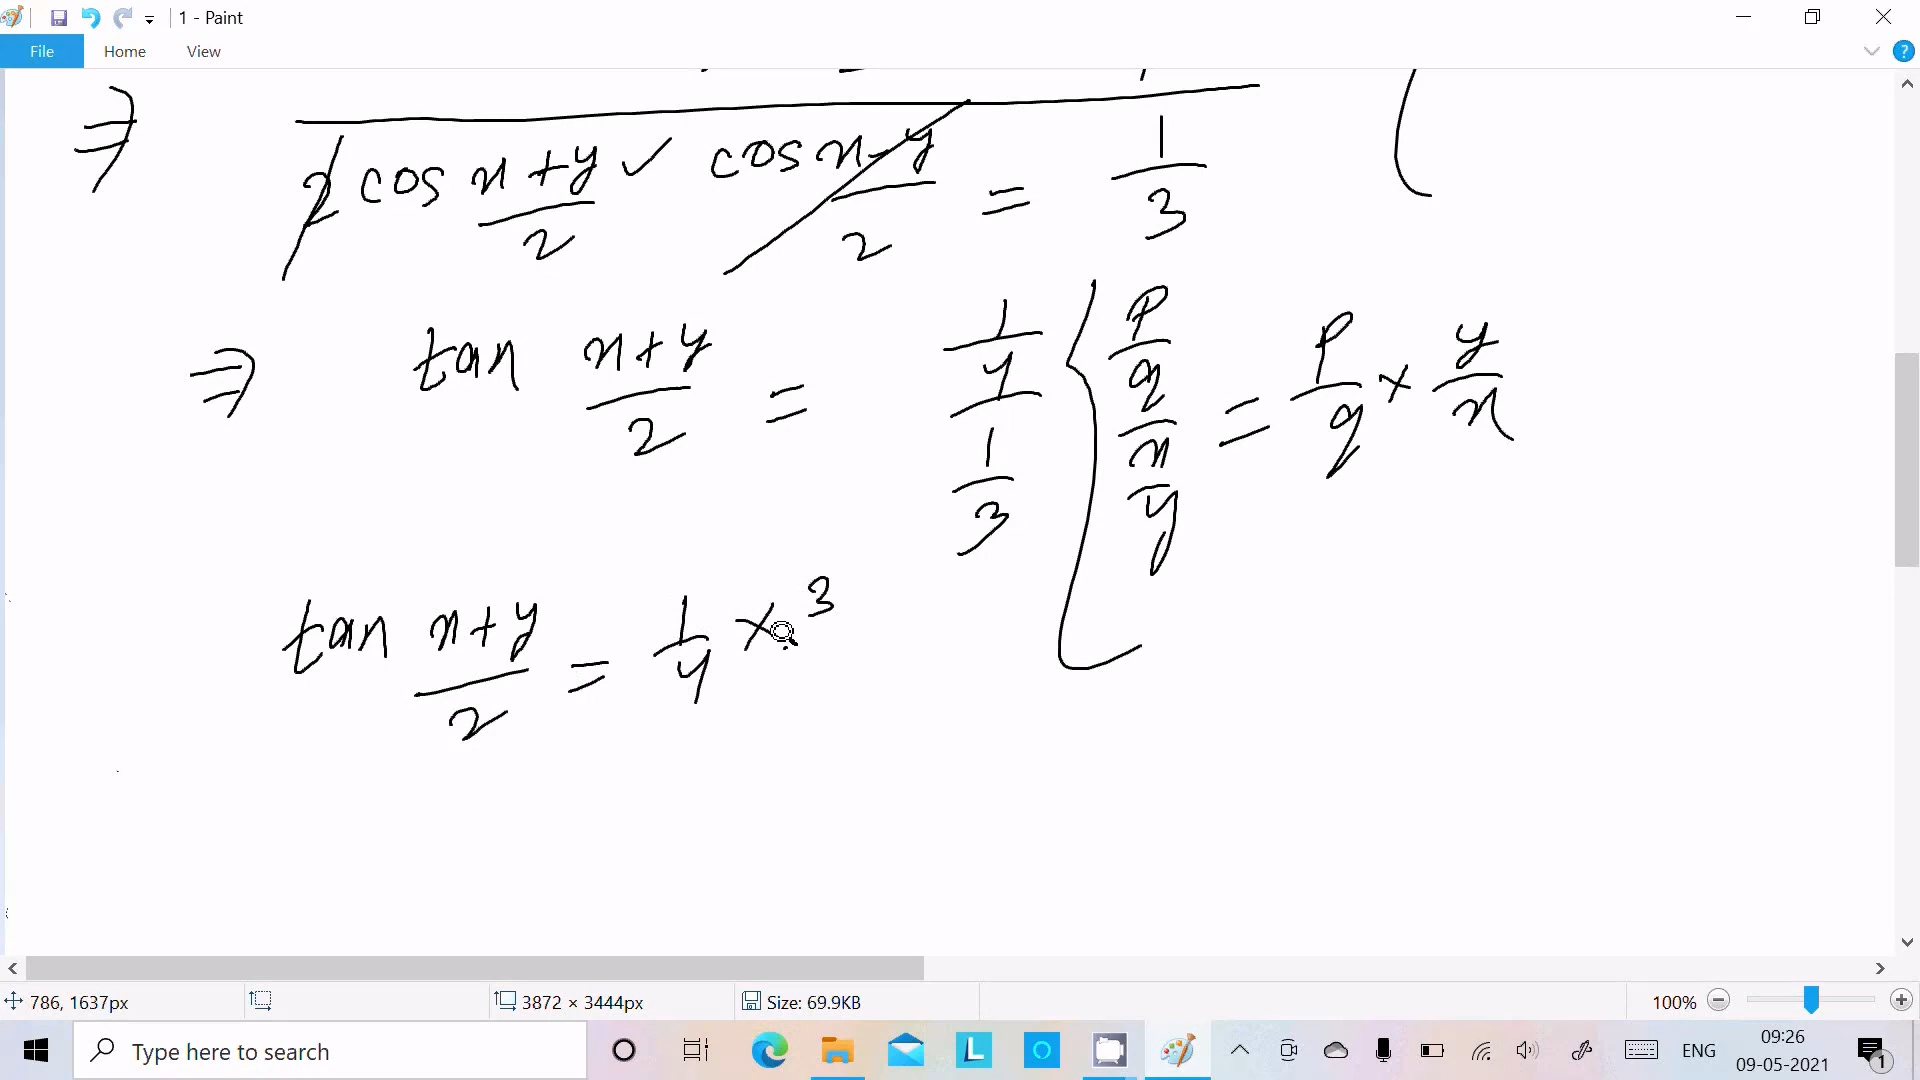 1 - Paint
File Home View
⇒ 2 cos x+y/2 ✓ cos x-y/2 = 1/3
⇒ tan x+y/2 = 1/4 / 1/3 { p/q / x/y = p/q × y/x
tan x+y/2 = 1/4 × 3
786, 1637px 3872 × 3444px Size: 69.9KB 100%
Type here to search ENG 09:26
09-05-2021 1